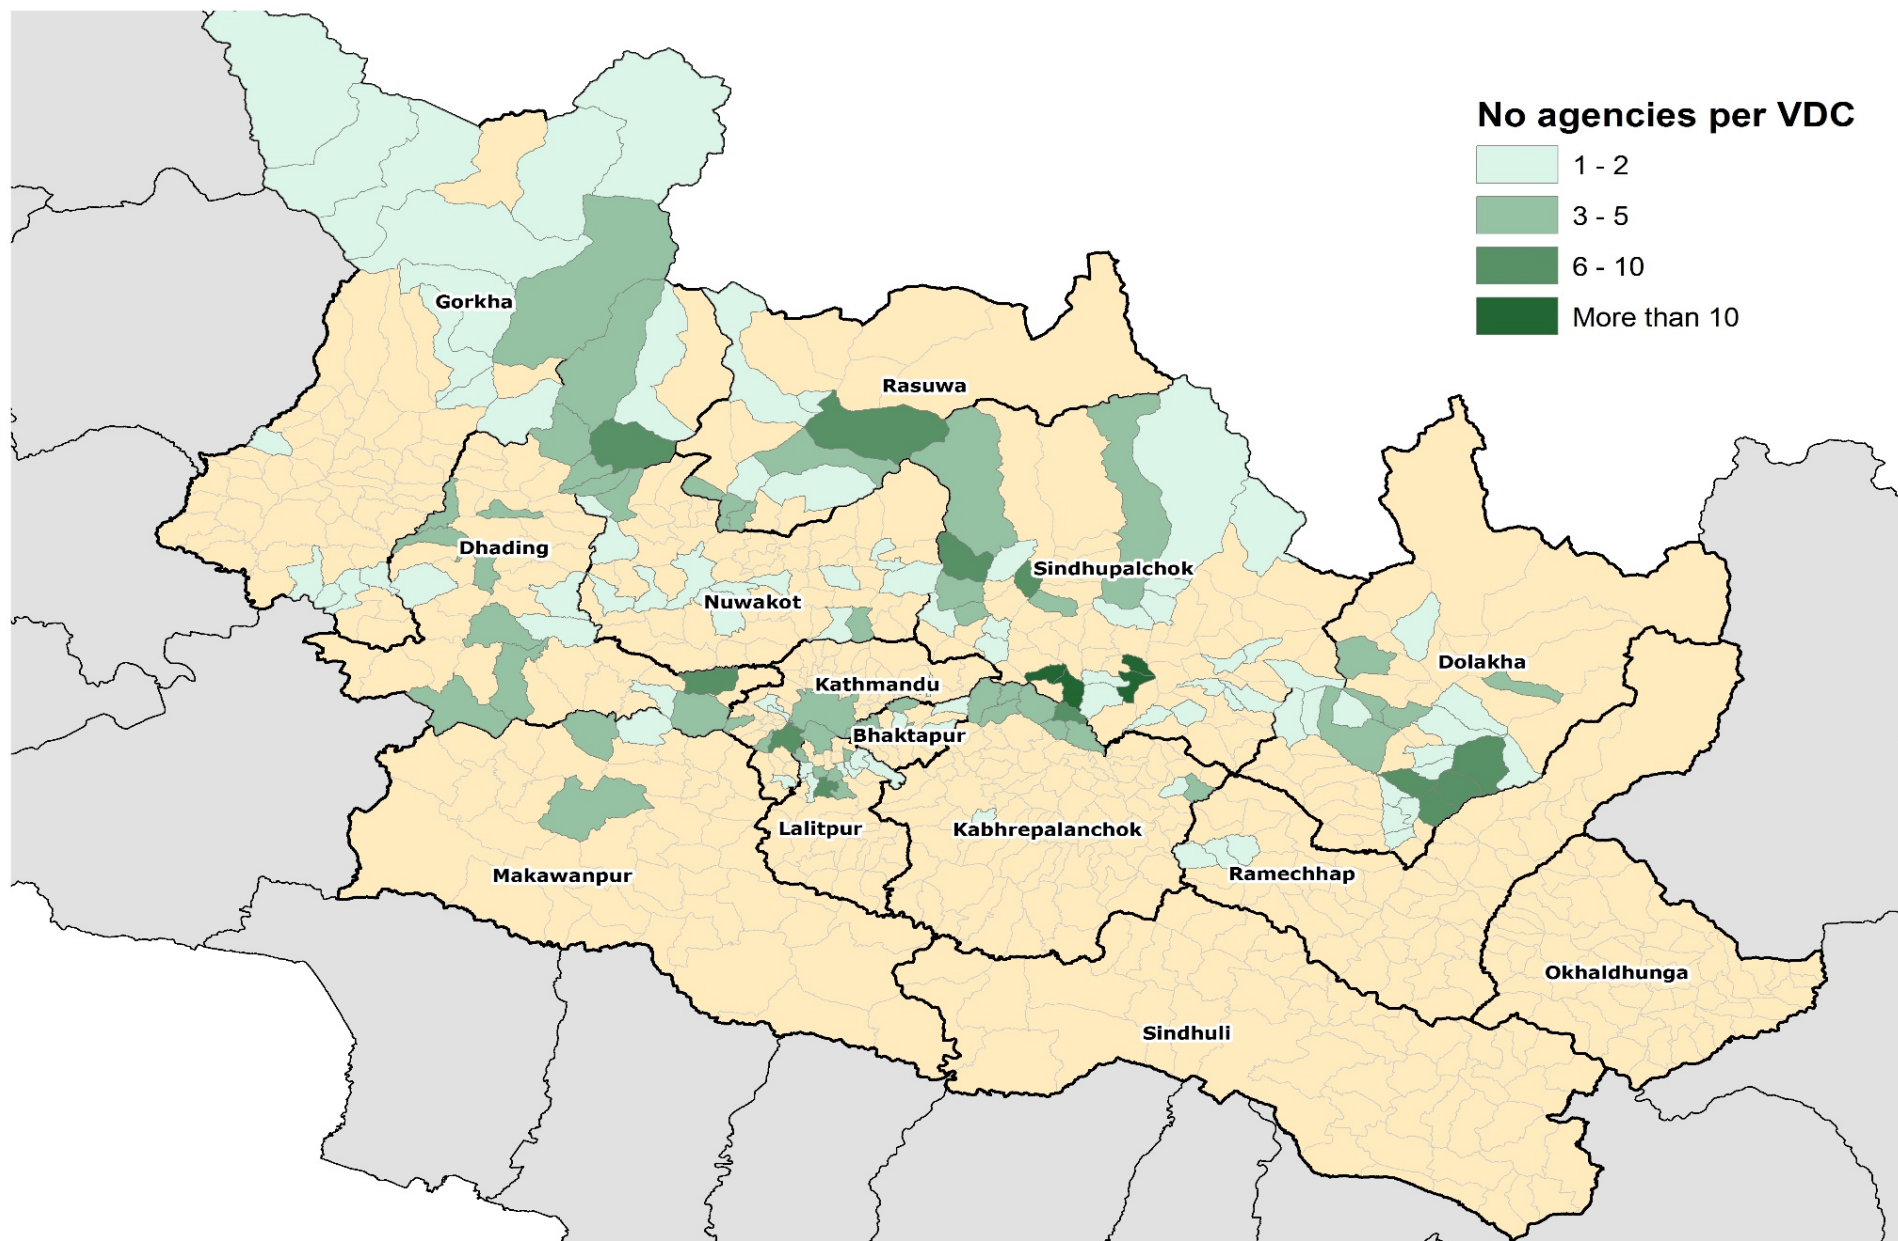 No agencies per VDC
1 - 2
3 - 5
6 - 10
More than 10
Gorkha
Rasuwa
Dhading
Sindhupalchok
Nuwakot
Dolakha
Kathmandu
Bhaktapur
Lalitpur
Kabhrepalanchok
Makawanpur
Ramechhap
Okhaldhunga
Sindhuli